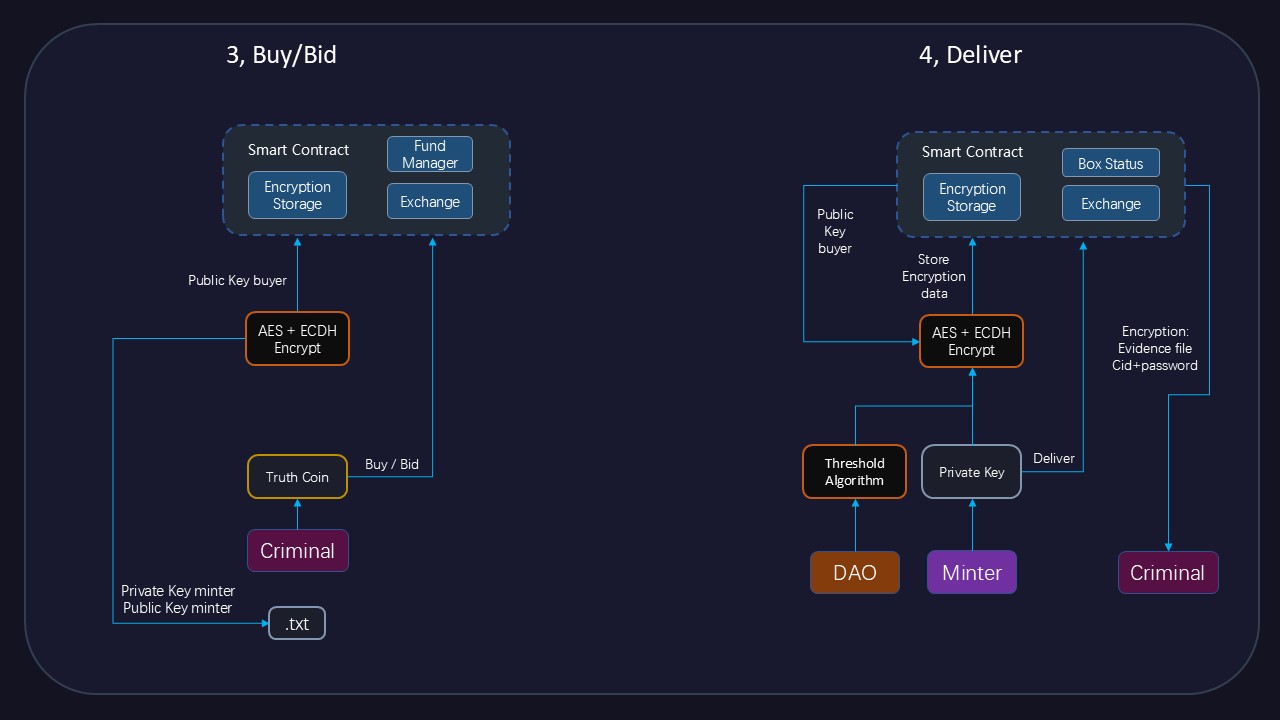 3, Buy/Bid
Smart Contract
Fund
Manager
Encryption
Storage
Exchange
Public Key buyer
AES + ECDH
Encrypt
Truth Coin
Buy / Bid
Criminal
Private Key minter
Public Key minter
.txt
4, Deliver
Smart Contract
Box Status
Encryption
Storage
Exchange
Public
Key
buyer
Store
Encryption
data
AES + ECDH
Encrypt
Encryption:
Evidence file
Cid+password
Threshold
Algorithm
Private Key
Deliver
DAO
Minter
Criminal